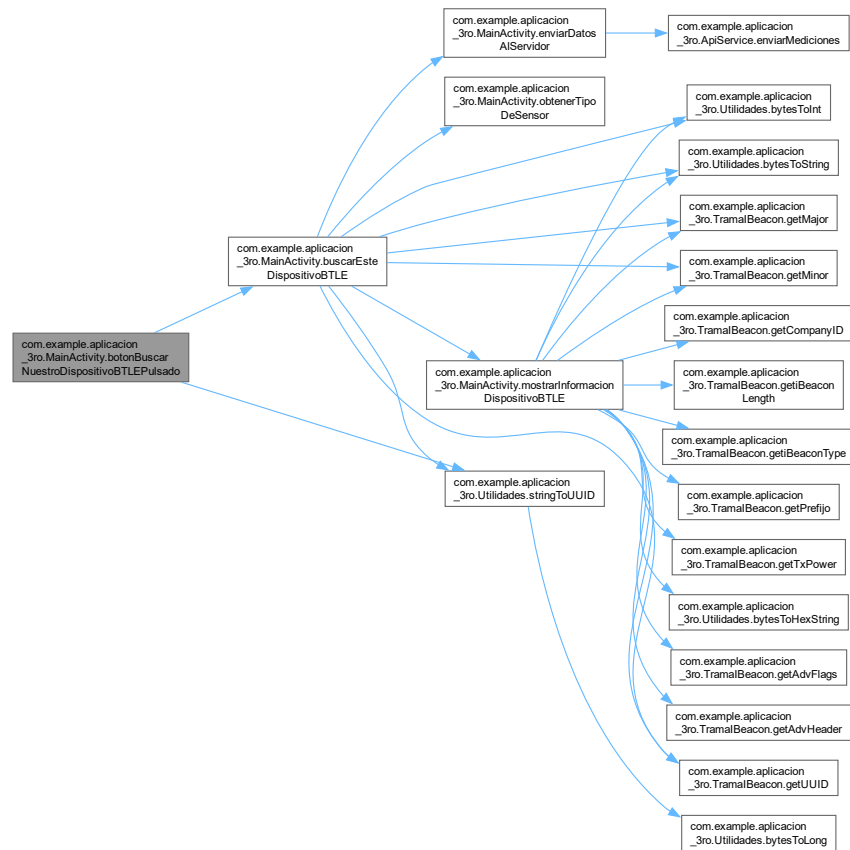 com.example.aplicacion
_3ro.MainActivity.enviarDatos
AlServidor
com.example.aplicacion
_3ro.ApiService.enviarMediciones
com.example.aplicacion
_3ro.MainActivity.obtenerTipo
DeSensor
com.example.aplicacion
_3ro.Utilidades.bytesToInt
com.example.aplicacion
_3ro.Utilidades.bytesToString
com.example.aplicacion
_3ro.TramaIBeacon.getMajor
com.example.aplicacion
_3ro.MainActivity.buscarEste
DispositivoBTLE
com.example.aplicacion
_3ro.TramaIBeacon.getMinor
com.example.aplicacion
_3ro.TramaIBeacon.getCompanyID
com.example.aplicacion
_3ro.MainActivity.botonBuscar
NuestroDispositivoBTLEPulsado
com.example.aplicacion
_3ro.MainActivity.mostrarInformacion
DispositivoBTLE
com.example.aplicacion
_3ro.TramaIBeacon.getiBeacon
Length
com.example.aplicacion
_3ro.TramaIBeacon.getiBeaconType
com.example.aplicacion
_3ro.Utilidades.stringToUUID
com.example.aplicacion
_3ro.TramaIBeacon.getPrefijo
com.example.aplicacion
_3ro.TramaIBeacon.getTxPower
com.example.aplicacion
_3ro.Utilidades.bytesToHexString
com.example.aplicacion
_3ro.TramaIBeacon.getAdvFlags
com.example.aplicacion
_3ro.TramaIBeacon.getAdvHeader
com.example.aplicacion
_3ro.TramaIBeacon.getUUID
com.example.aplicacion
_3ro.Utilidades.bytesToLong